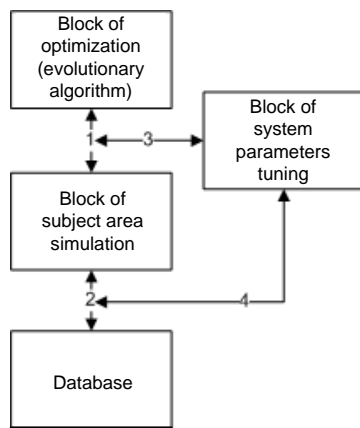 Block of
optimization
(evolutionary
algorithm)
1
3
Block of
system
parameters
tuning
Block of
subject area
simulation
2
4
Database